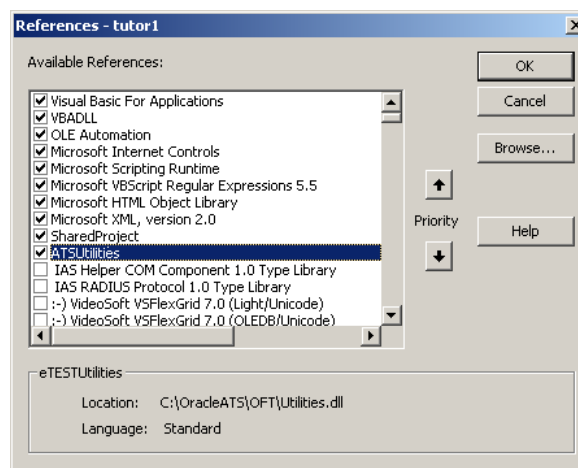 References - tutor1
Available References:
Visual Basic For Applications
VBADLL
OLE Automation
Microsoft Internet Controls
Microsoft Scripting Runtime
Microsoft VBScript Regular Expressions 5.5
Microsoft HTML Object Library
Microsoft XML, version 2.0
SharedProject
ATSUtilities
IAS Helper COM Component 1.0 Type Library
IAS RADIUS Protocol 1.0 Type Library
:-) VideoSoft VSFlexGrid 7.0 (Light/Unicode)
:-) VideoSoft VSFlexGrid 7.0 (OLEDB/Unicode)
Priority
OK
Cancel
Browse...
Help
eTESTUtilities
Location: C:\OracleATS\OFT\Utilities.dll
Language: Standard